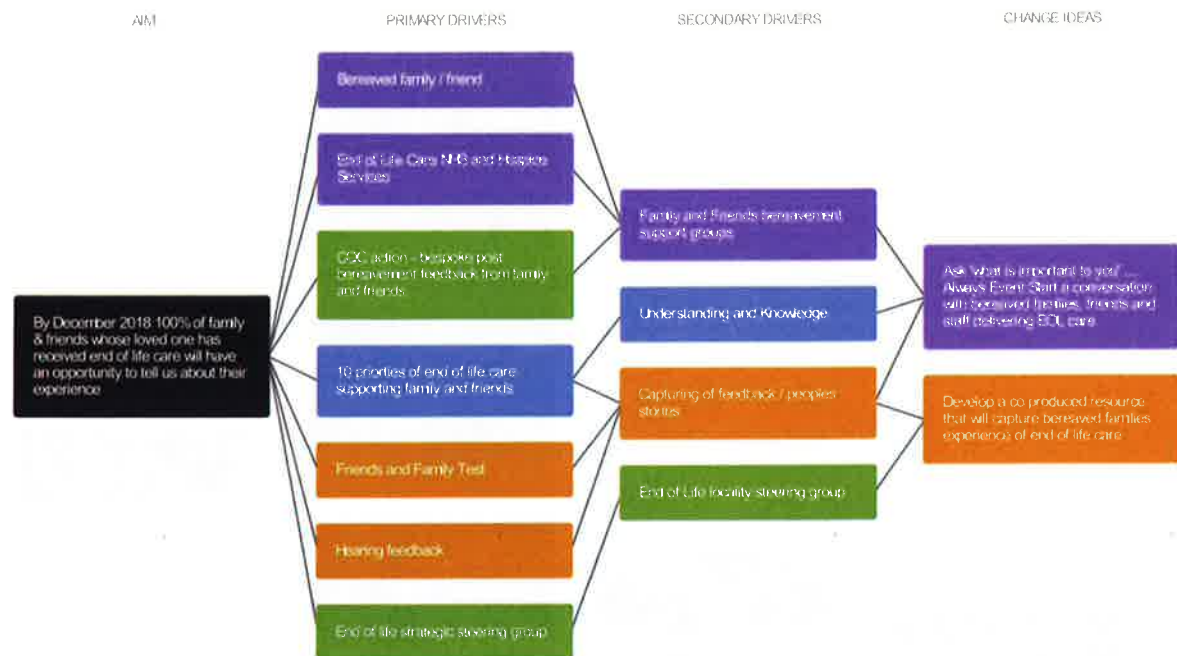 AIM
PRIMARY DRIVERS
SECONDARY DRIVERS
CHANGE IDEAS
By December 2018 100% of family
& friends whose loved one has
received end of life care will have
an opportunity to tell us about their
experience
Bereaved family / friend
End of Life Care NHS and Hospice
Services
CQC action - bespoke post
bereavement feedback from family
and friends
10 priorities of end of life care
supporting family and friends
Friends and Family Test
Hearing feedback
End of life strategic steering group
Family and Friends bereavement
support groups
Understanding and Knowledge
Capturing of feedback / peoples
stories
End of Life locality steering group
Ask 'what is important to you' ...
Always Event Start a conversation
with bereaved families, friends and
staff delivering EOL care
Develop a co produced resource
that will capture bereaved families
experience of end of life care